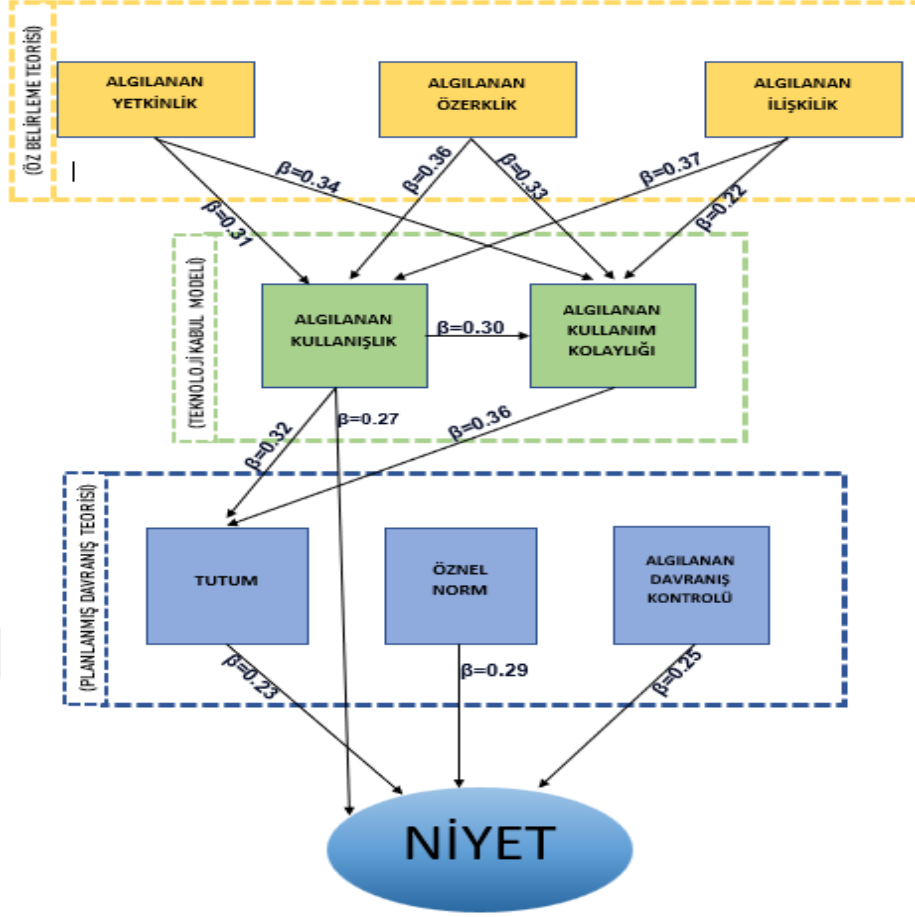 (ÖZ BELİRLEME TEORİSİ)
ALGILANAN
YETKİNLİK
ALGILANAN
ÖZERKLİK
ALGILANAN
İLİŞKİLİK
β=0.31
β=0.34
β=0.36
β=0.33
β=0.37
β=0.22
(TEKNOLOJİ KABUL MODELİ)
ALGILANAN
KULLANIŞLIK
β=0.30
ALGILANAN
KULLANIM
KOLAYLIĞI
β=0.32
β=0.27
β=0.36
(PLANLANMIŞ DAVRANIŞ TEORİSİ)
TUTUM
ÖZNEL
NORM
ALGILANAN
DAVRANIŞ
KONTROLÜ
β=0.23
β=0.29
β=0.25
NİYET